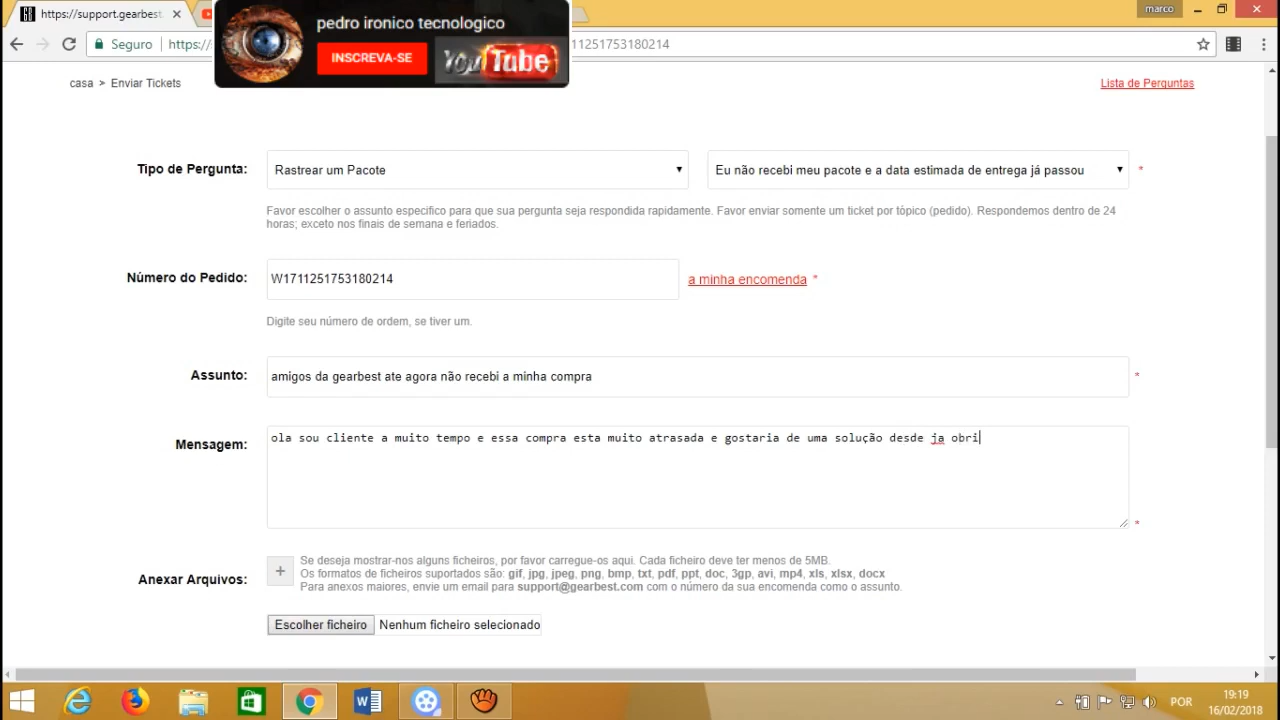 https://support.gearbest
marco
pedro ironico tecnologico
INSCREVA-SE
YouTube
Seguro
https://
11251753180214
casa > Enviar Tickets
Lista de Perguntas
Tipo de Pergunta:
Rastrear um Pacote
Eu não recebi meu pacote e a data estimada de entrega já passou
*
Favor escolher o assunto especifico para que sua pergunta seja respondida rapidamente. Favor enviar somente um ticket por tópico (pedido). Respondemos dentro de 24
horas; exceto nos finais de semana e feriados.
Número do Pedido:
W1711251753180214
a minha encomenda *
Digite seu número de ordem, se tiver um.
Assunto:
amigos da gearbest ate agora não recebi a minha compra
*
Mensagem:
ola sou cliente a muito tempo e essa compra esta muito atrasada e gostaria de uma solução desde ja obri
*
Anexar Arquivos:
+
Se deseja mostrar-nos alguns ficheiros, por favor carregue-os aqui. Cada ficheiro deve ter menos de 5MB.
Os formatos de ficheiros suportados são: gif, jpg, jpeg, png, bmp, txt, pdf, ppt, doc, 3gp, avi, mp4, xls, xlsx, docx
Para anexos maiores, envie um email para support@gearbest.com com o número da sua encomenda como o assunto.
Escolher ficheiro
Nenhum ficheiro selecionado
POR
19:19
16/02/2018